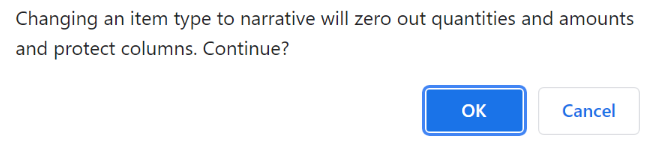 Changing an item type to narrative will zero out quantities and amounts
and protect columns. Continue?
OK
Cancel